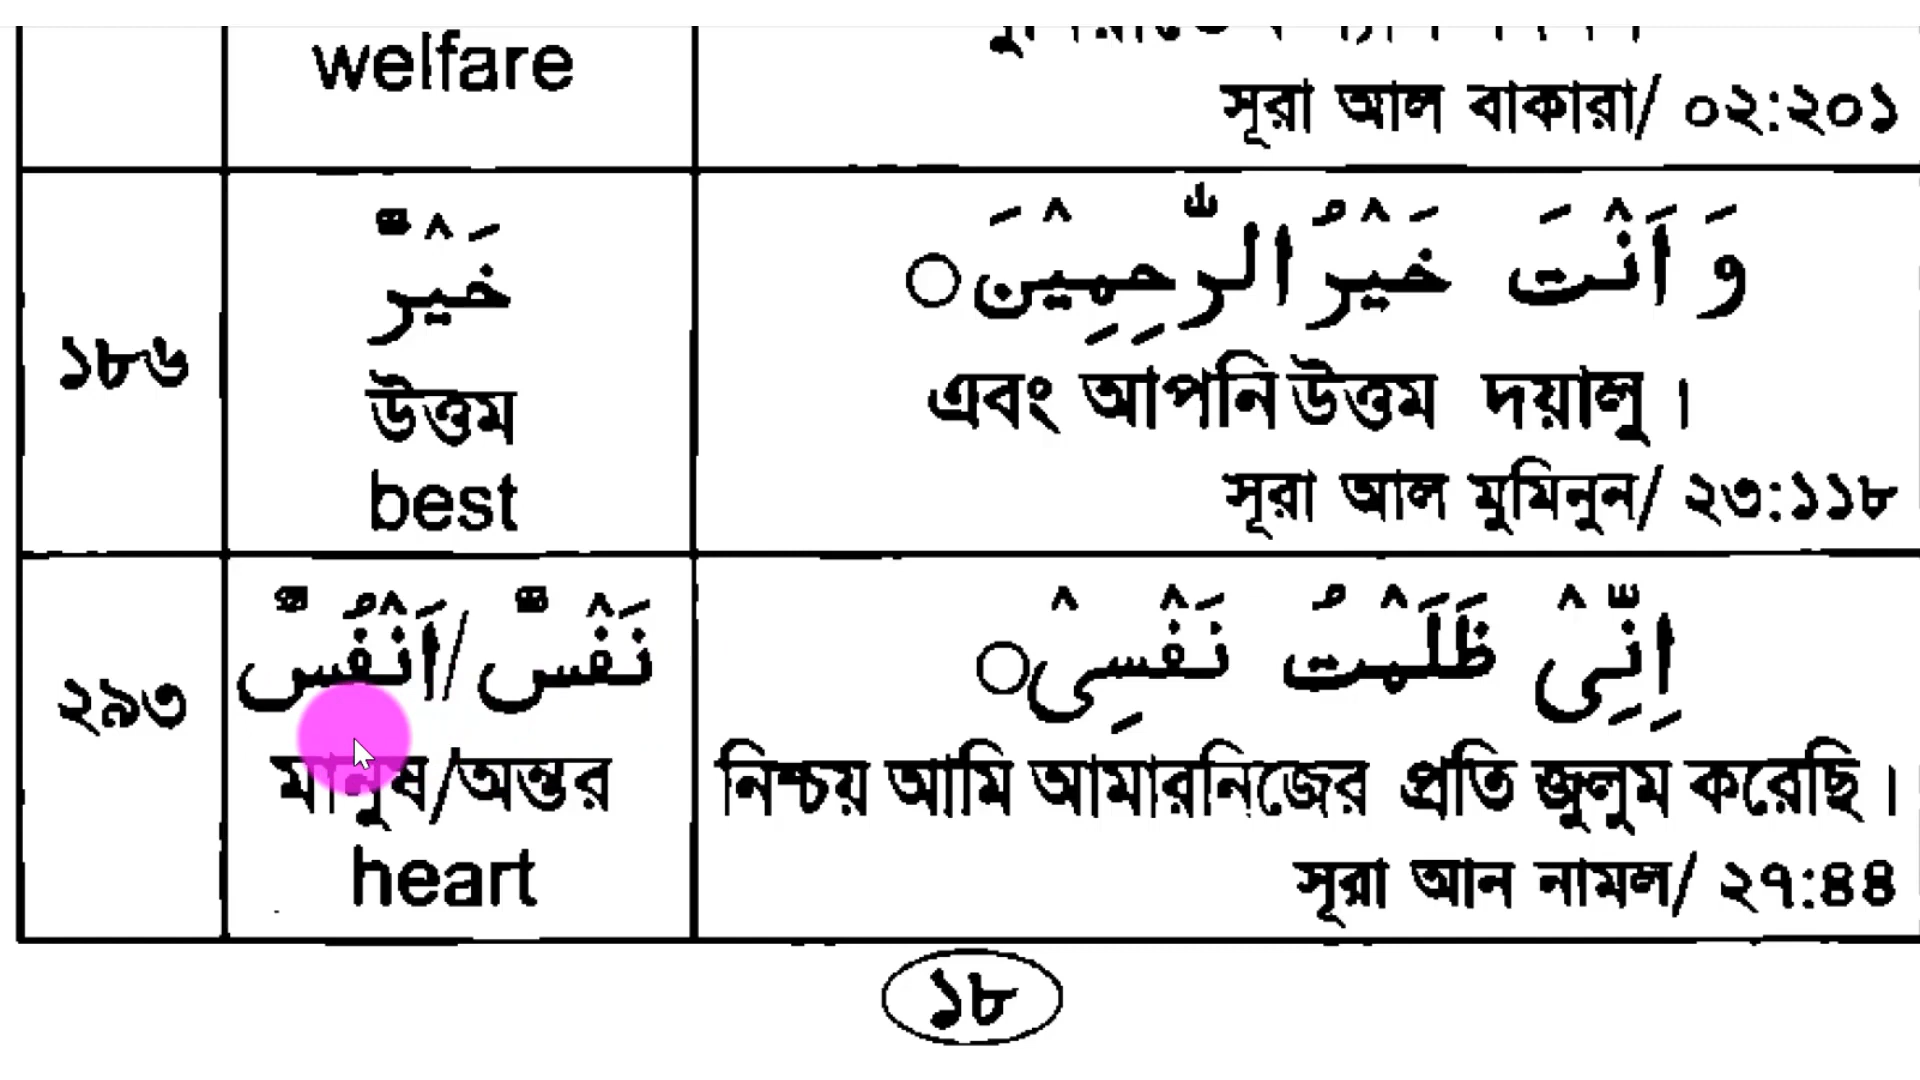 welfare
সূরা আল বাকারা/ ০২:২০১
১৮৬
خَيْرٌ
উত্তম
best
وَ اَنْتَ خَيْرُ الرّٰحِمِيْنَ○
এবং আপনি উত্তম দয়ালু।
সূরা আল মুমিনুন/ ২৩:১১৮
২৯৩
نَفْسٌ/اَنْفُسٌ
মানুষ/অন্তর
heart
اِنِّىْ ظَلَمْتُ نَفْسِىْ○
নিশ্চয় আমি আমারনিজের প্রতি জুলুম করেছি।
সূরা আন নামল/ ২৭:৪৪
১৮